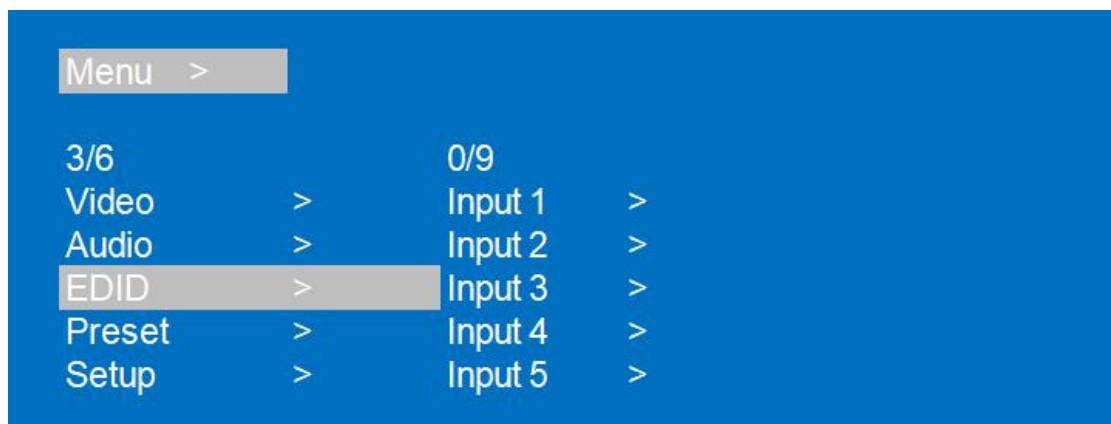 Menu >
3/6 0/9
Video > Input 1 >
Audio > Input 2 >
EDID > Input 3 >
Preset > Input 4 >
Setup > Input 5 >